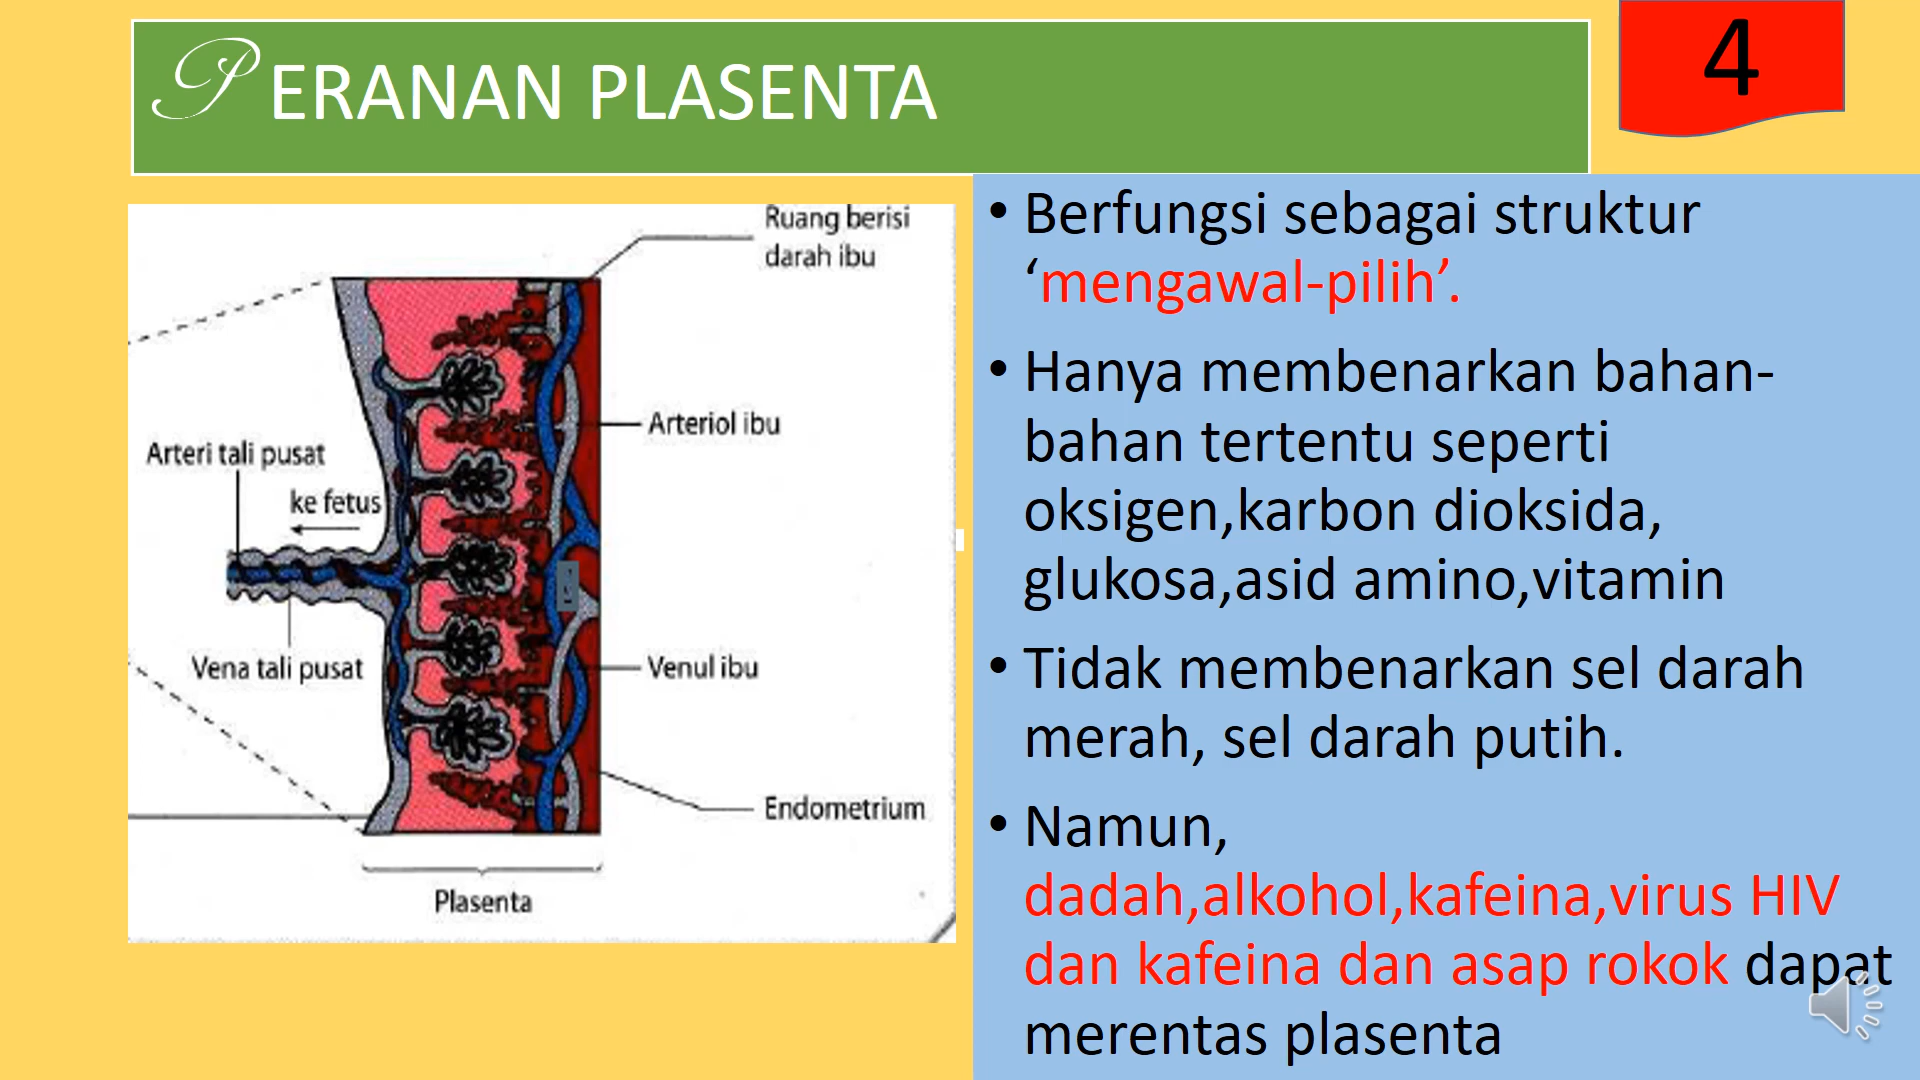 PERANAN PLASENTA
4
Ruang berisi
darah ibu
Arteriol ibu
Arteri tali pusat
ke fetus
Vena tali pusat
Venul ibu
Endometrium
Plasenta
• Berfungsi sebagai struktur
‘mengawal-pilih’.
• Hanya membenarkan bahan-
bahan tertentu seperti
oksigen,karbon dioksida,
glukosa,asid amino,vitamin
• Tidak membenarkan sel darah
merah, sel darah putih.
• Namun,
dadah,alkohol,kafeina,virus HIV
dan kafeina dan asap rokok dapat
merentas plasenta